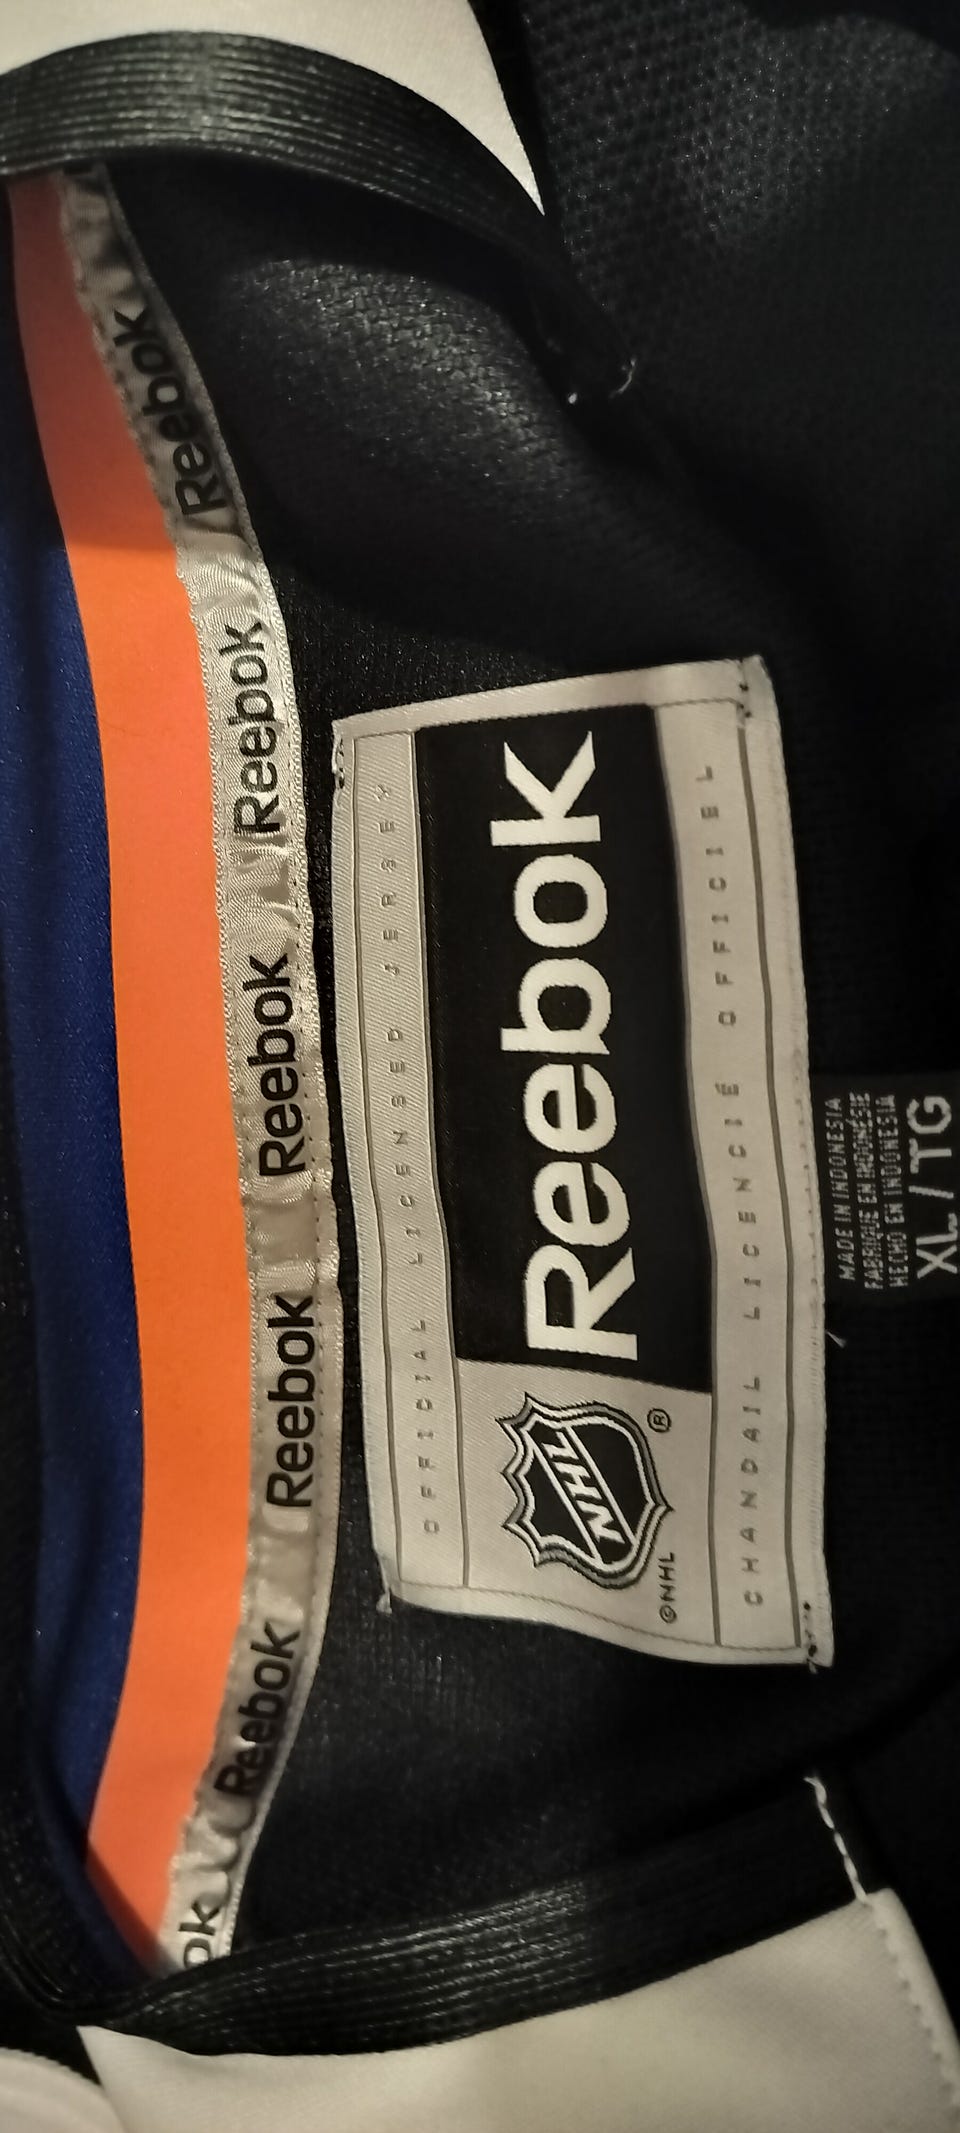 Reebok
Reebok
Reebok
Reebok
Reebok
ok
OFFICIAL LICENSED JERSEY
NHL
®
©NHL
Reebok
CHANDAIL LICENCIÉ OFFICIEL
MADE IN INDONESIA
FABRIQUÉ EN INDONÉSIE
HECHO EN INDONESIA
XL / TG